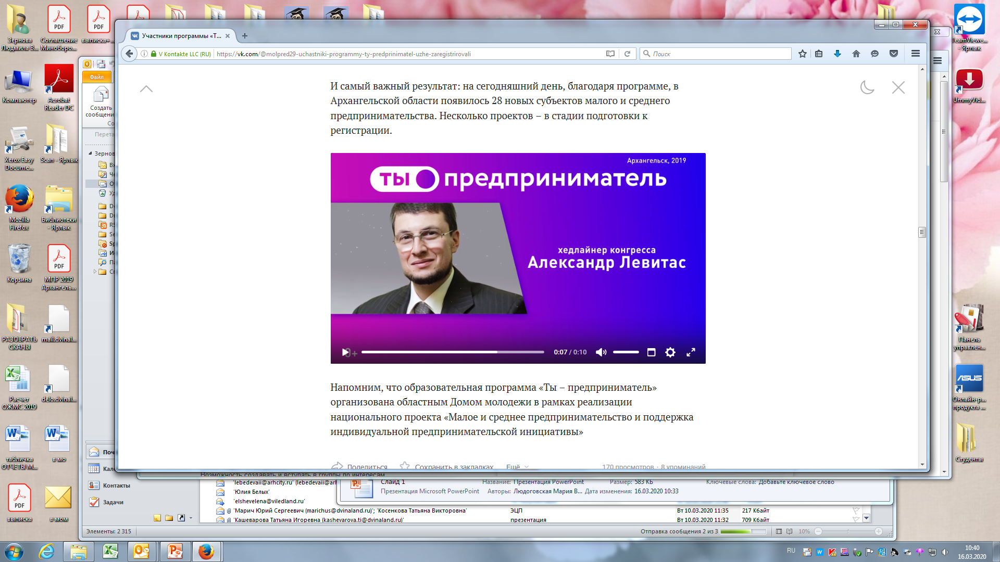 Зернова
Людмила В...
Соглашение
Миноборо...
выписка+...
Компьютер
Acrobat
Reader DC
Xerox Easy
Docume...
Scan - Ярлык
Mozilla
Firefox
Библиотеки
- Ярлык
Корзина
МПР 2019
Архангель...
РАЗОБРАТЬ
СКАНЫ
mail.dvinal...
Расчет
ОЖМС 2019
delo.dvinal...
табличка
ОТЧЕТЫ М...
в мо
выписка
в мом
Файл
Создать
сообщени
Перета
Зернов
Участники программы «Т...
V Kontakte LLC (RU)
https://vk.com/@molpred29-uchastniki-programmy-ty-predprinimatel-uzhe-zaregistrirovali
Поиск
И самый важный результат: на сегодняшний день, благодаря программе, в
Архангельской области появилось 28 новых субъектов малого и среднего
предпринимательства. Несколько проектов – в стадии подготовки к
регистрации.
Архангельск, 2019
ты предприниматель
хедлайнер конгресса
Александр Левитас
0+
0:07 / 0:10
Напомним, что образовательная программа «Ты – предприниматель»
организована областным Домом молодежи в рамках реализации
национального проекта «Малое и среднее предпринимательство и поддержка
индивидуальной предпринимательской инициативы»
Поделиться
Сохранить в закладках
Ещё
170 просмотров · 8 упоминаний
Возможность создавать и вступать в группы по интересам
Поч
Кале
Контакты
Задачи
'lebedevaii@arhcity.ru' (lebedevaii@arh
'Юлия Белых'
'elshevelena@viledland.ru'
'Марич Юрий Сергеевич (marichus@dvinaland.ru)'; 'Косенкова Татьяна Викторовна'
ЭЦП
Вт 10.03.2020 11:35
217 Кбайт
'Кашеварова Татьяна Игоревна (kashevarova.ti@dvinaland.ru)'
презентация
Вт 10.03.2020 11:32
709 Кбайт
Слайд 1
Презентация Microsoft PowerPoint
Название: Презентация PowerPoint
Авторы: Людоговская Мария В...
Размер: 583 КБ
Дата изменения: 16.03.2020 10:33
Ключевые слова: Добавьте ключевое слово
Элементы: 2 315
Отправка сообщения 2 из 3
10%
TeamViewe...
- Ярлык
UmmyVid...
Панель
управлен...
ASUS
Онлайн-р...
продукта ...
Студенты
RU
10:40
16.03.2020